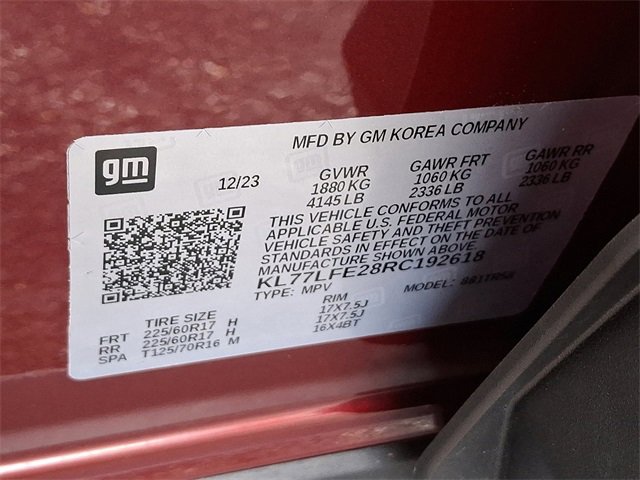 MFD BY GM KOREA COMPANY
gm
12/23
GVWR
1880 KG
4145 LB
GAWR FRT
1060 KG
2336 LB
GAWR RR
1060 KG
2336 LB
THIS VEHICLE CONFORMS TO ALL
APPLICABLE U.S. FEDERAL MOTOR
VEHICLE SAFETY AND THEFT PREVENTION
STANDARDS IN EFFECT ON THE DATE OF
MANUFACTURE SHOWN ABOVE.
KL77LFE28RC192618
TYPE: MPV MODEL:
TIRE SIZE RIM
FRT 225/60R17 H 17X7.5J
RR 225/60R17 H 17X7.5J
SPA T125/70R16 M 16X4BT